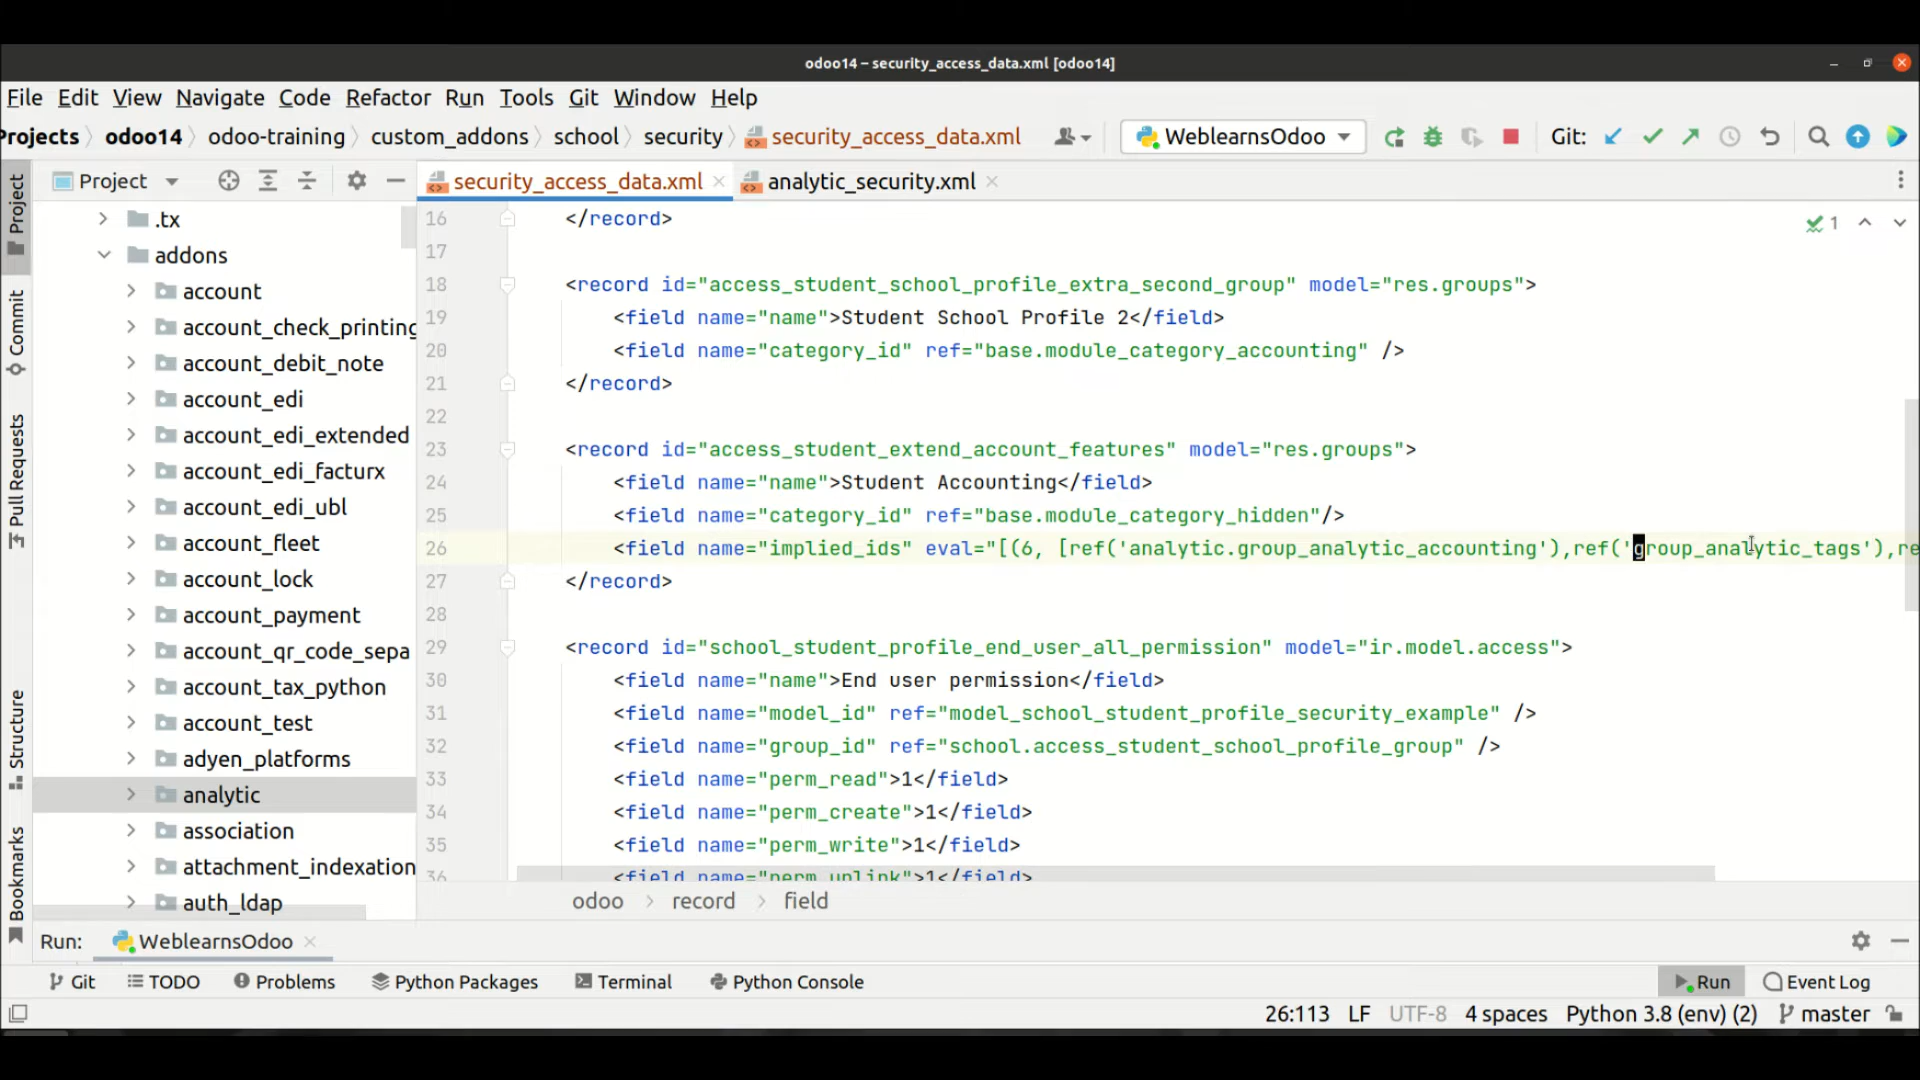 odoo14 – security_access_data.xml [odoo14]
File Edit View Navigate Code Refactor Run Tools Git Window Help
Projects odoo14 odoo-training custom_addons school security security_access_data.xml WeblearnsOdoo Git:
Project security_access_data.xml analytic_security.xml
.tx
addons
account
account_check_printing
account_debit_note
account_edi
account_edi_extended
account_edi_facturx
account_edi_ubl
account_fleet
account_lock
account_payment
account_qr_code_sepa
account_tax_python
account_test
adyen_platforms
analytic
association
attachment_indexation
auth_ldap
Project
Commit
Pull Requests
Structure
Bookmarks
1
16 </record>
17
18 <record id="access_student_school_profile_extra_second_group" model="res.groups">
19 <field name="name">Student School Profile 2</field>
20 <field name="category_id" ref="base.module_category_accounting" />
21 </record>
22
23 <record id="access_student_extend_account_features" model="res.groups">
24 <field name="name">Student Accounting</field>
25 <field name="category_id" ref="base.module_category_hidden"/>
26 <field name="implied_ids" eval="[(6, [ref('analytic.group_analytic_accounting'),ref('group_analytic_tags'),re
27 </record>
28
29 <record id="school_student_profile_end_user_all_permission" model="ir.model.access">
30 <field name="name">End user permission</field>
31 <field name="model_id" ref="model_school_student_profile_security_example" />
32 <field name="group_id" ref="school.access_student_school_profile_group" />
33 <field name="perm_read">1</field>
34 <field name="perm_create">1</field>
35 <field name="perm_write">1</field>
36 <field name="perm_unlink">1</field>
odoo record field
Run: WeblearnsOdoo
Git TODO Problems Python Packages Terminal Python Console Run Event Log
26:113 LF UTF-8 4 spaces Python 3.8 (env) (2) master